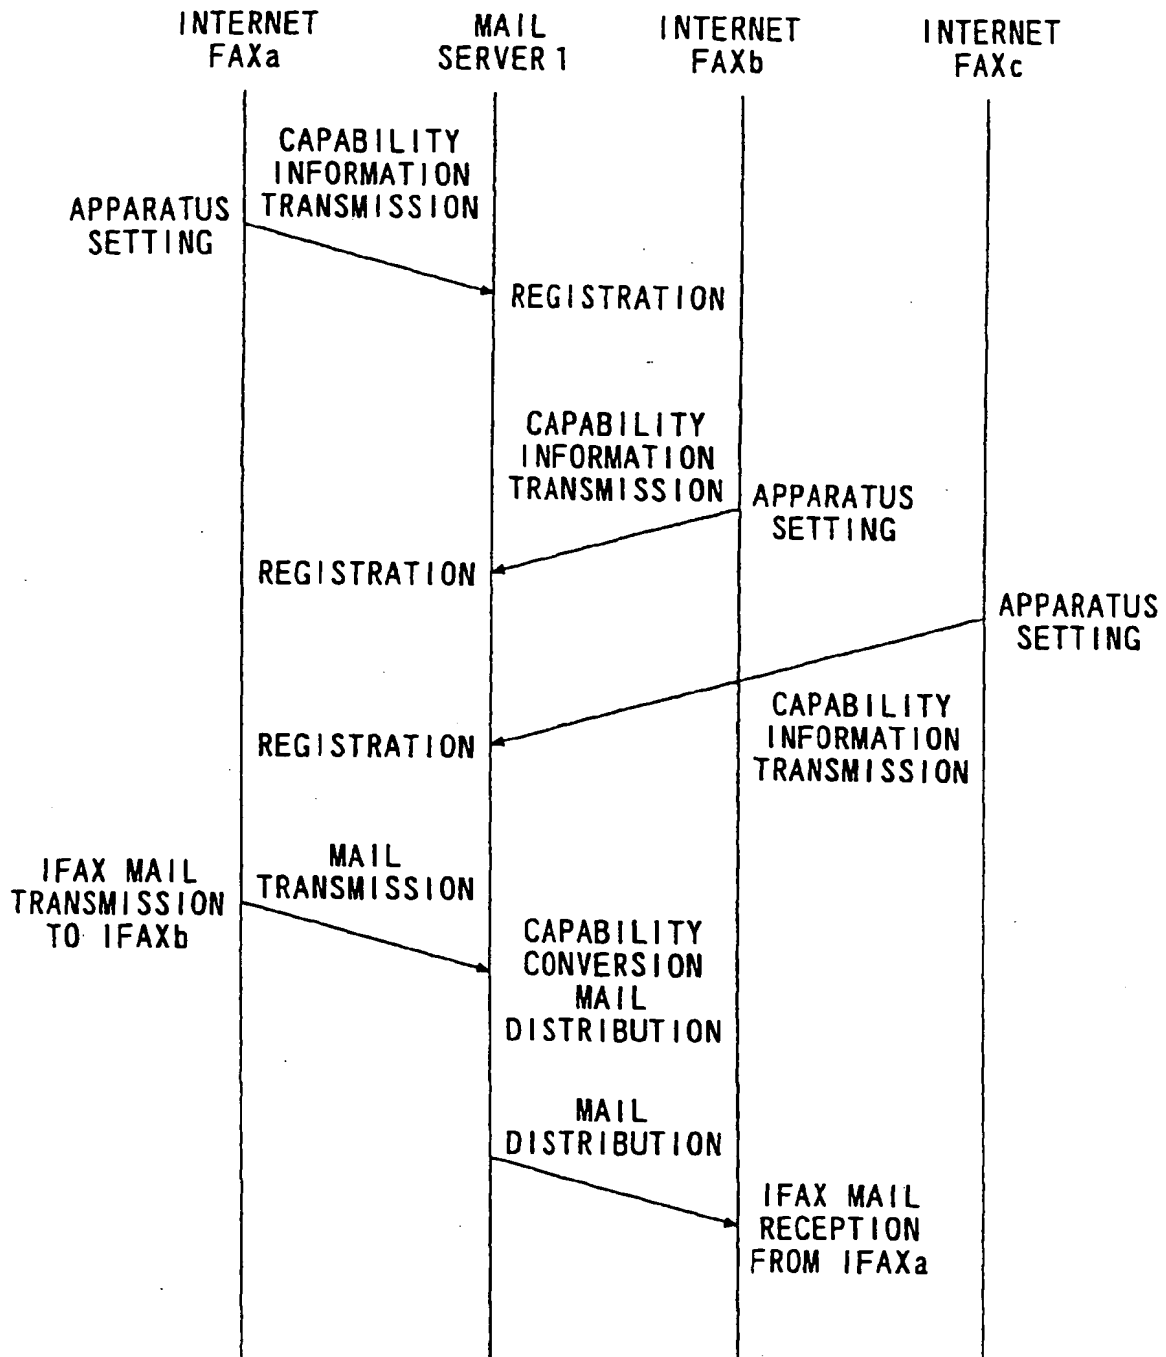 INTERNET
FAXa
MAIL
SERVER 1
INTERNET
FAXb
INTERNET
FAXc
CAPABILITY
INFORMATION
TRANSMISSION
APPARATUS
SETTING
REGISTRATION
CAPABILITY
INFORMATION
TRANSMISSION
APPARATUS
SETTING
REGISTRATION
APPARATUS
SETTING
CAPABILITY
INFORMATION
TRANSMISSION
REGISTRATION
IFAX MAIL
TRANSMISSION
TO IFAXb
MAIL
TRANSMISSION
CAPABILITY
CONVERSION
MAIL
DISTRIBUTION
MAIL
DISTRIBUTION
IFAX MAIL
RECEPTION
FROM IFAXa